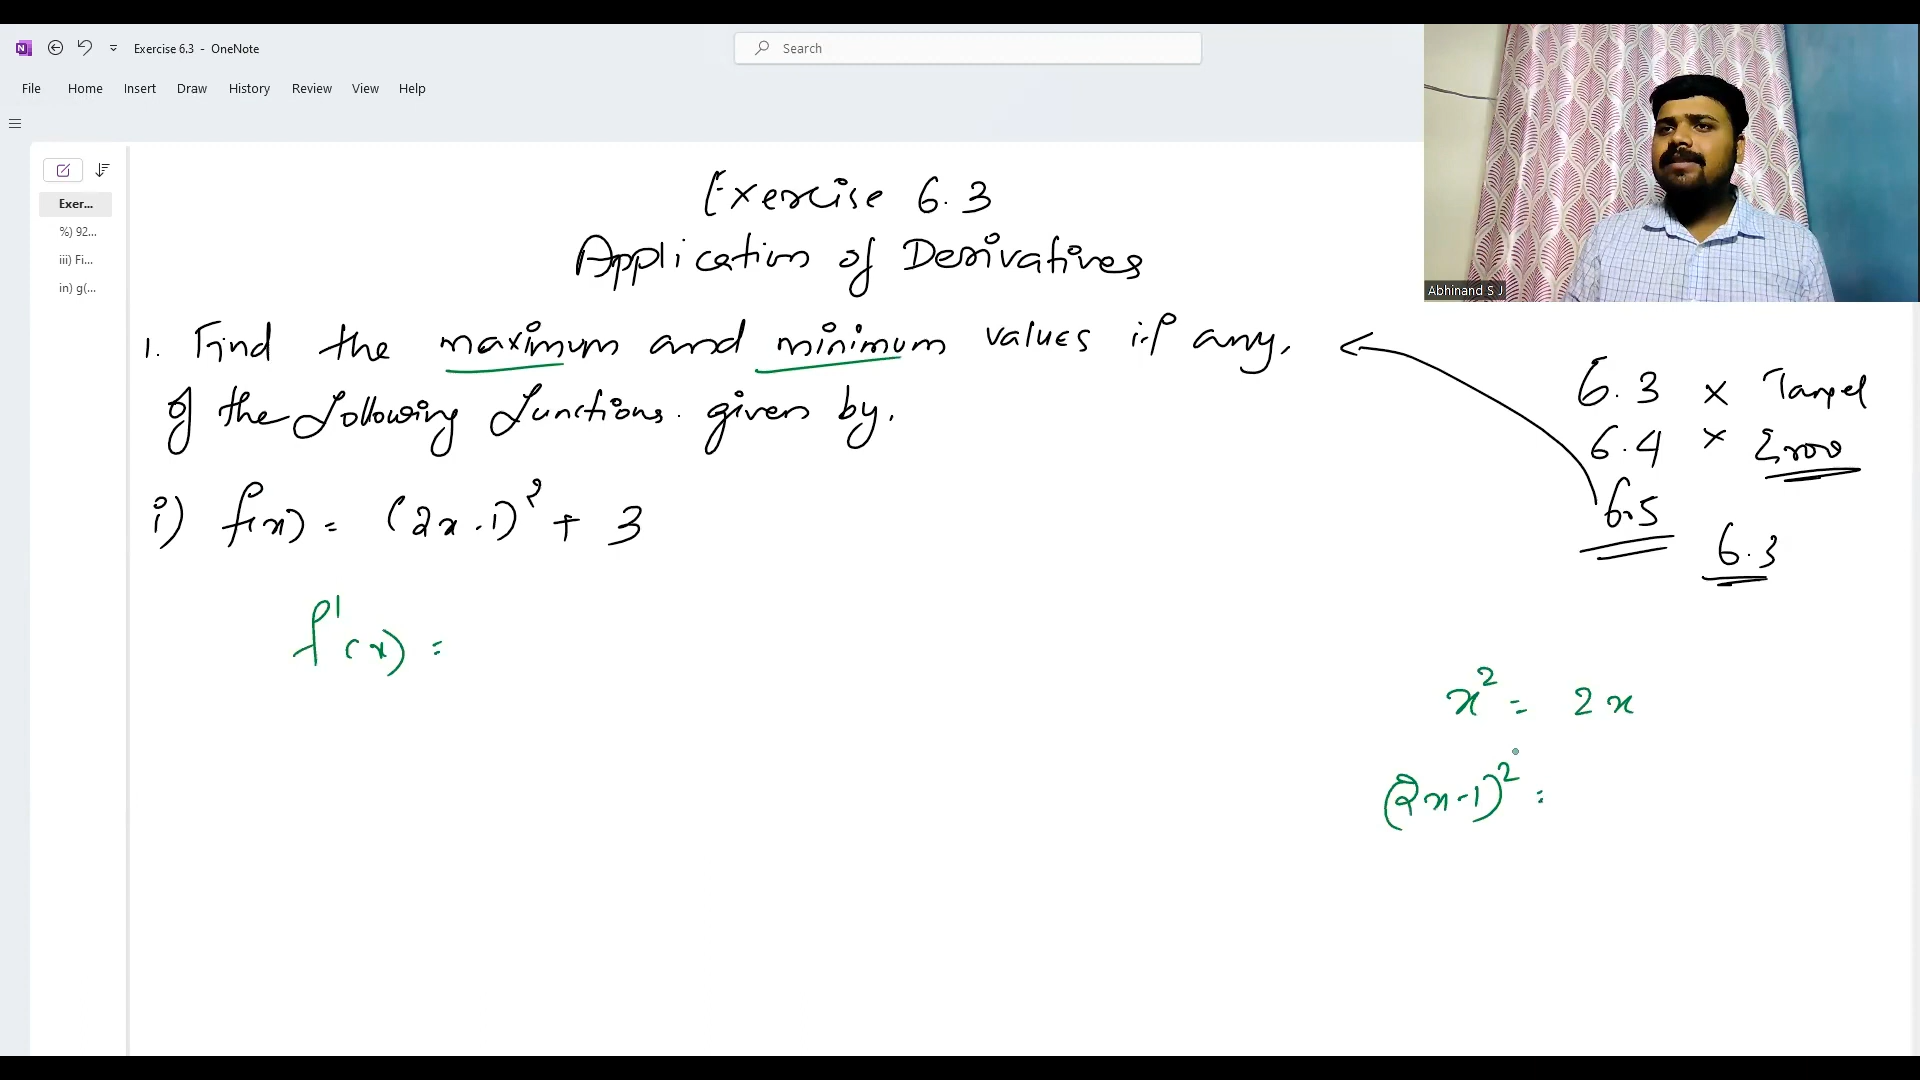 Exercise 6.3 - OneNote
Search
File Home Insert Draw History Review View Help
Exer...
%) 92...
iii) Fi...
in) g(...
Exercise 6.3
Application of Derivatives
1. Find the maximum and minimum values if any,
of the following functions. given by.
i) f(x) = (2x-1)² + 3
f'(x) =
6.3 x
6.4 x
6.5
6.3
x² = 2x
(2x-1)² =
Abhinand S J